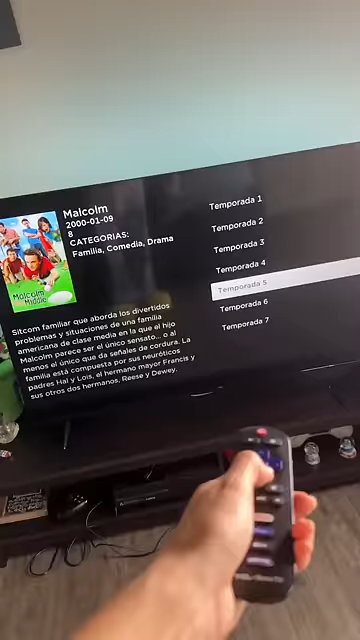 Malcolm
2000-01-09
8
CATEGORIAS:
Familia, Comedia, Drama
Malcolm
Middle
Sitcom familiar que aborda los divertidos
problemas y situaciones de una familia
americana de clase media en la que el hijo
Malcolm parece ser el único sensato... o al
menos el único que da señales de cordura. La
familia está compuesta por sus neuróticos
padres Hal y Lois, el hermano mayor Francis y
sus otros dos hermanos, Reese y Dewey.
Temporada 1
Temporada 2
Temporada 3
Temporada 4
Temporada 5
Temporada 6
Temporada 7